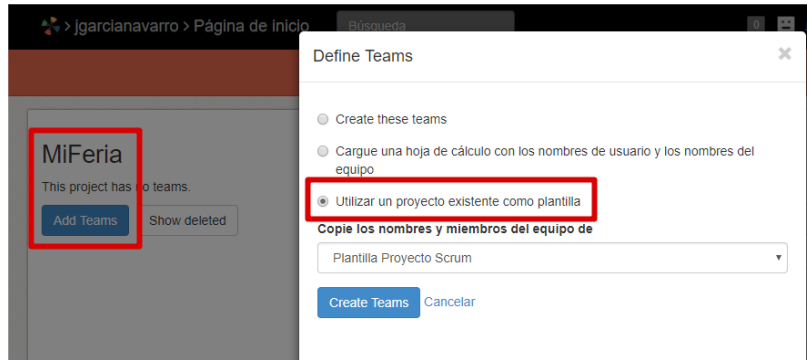 > jgarcianavarro > Página de inicio
Búsqueda
0
Define Teams
×
Create these teams
Cargue una hoja de cálculo con los nombres de usuario y los nombres del
equipo
Utilizar un proyecto existente como plantilla
Copie los nombres y miembros del equipo de
Plantilla Proyecto Scrum
Create Teams Cancelar
MiFeria
This project has no teams.
Add Teams Show deleted